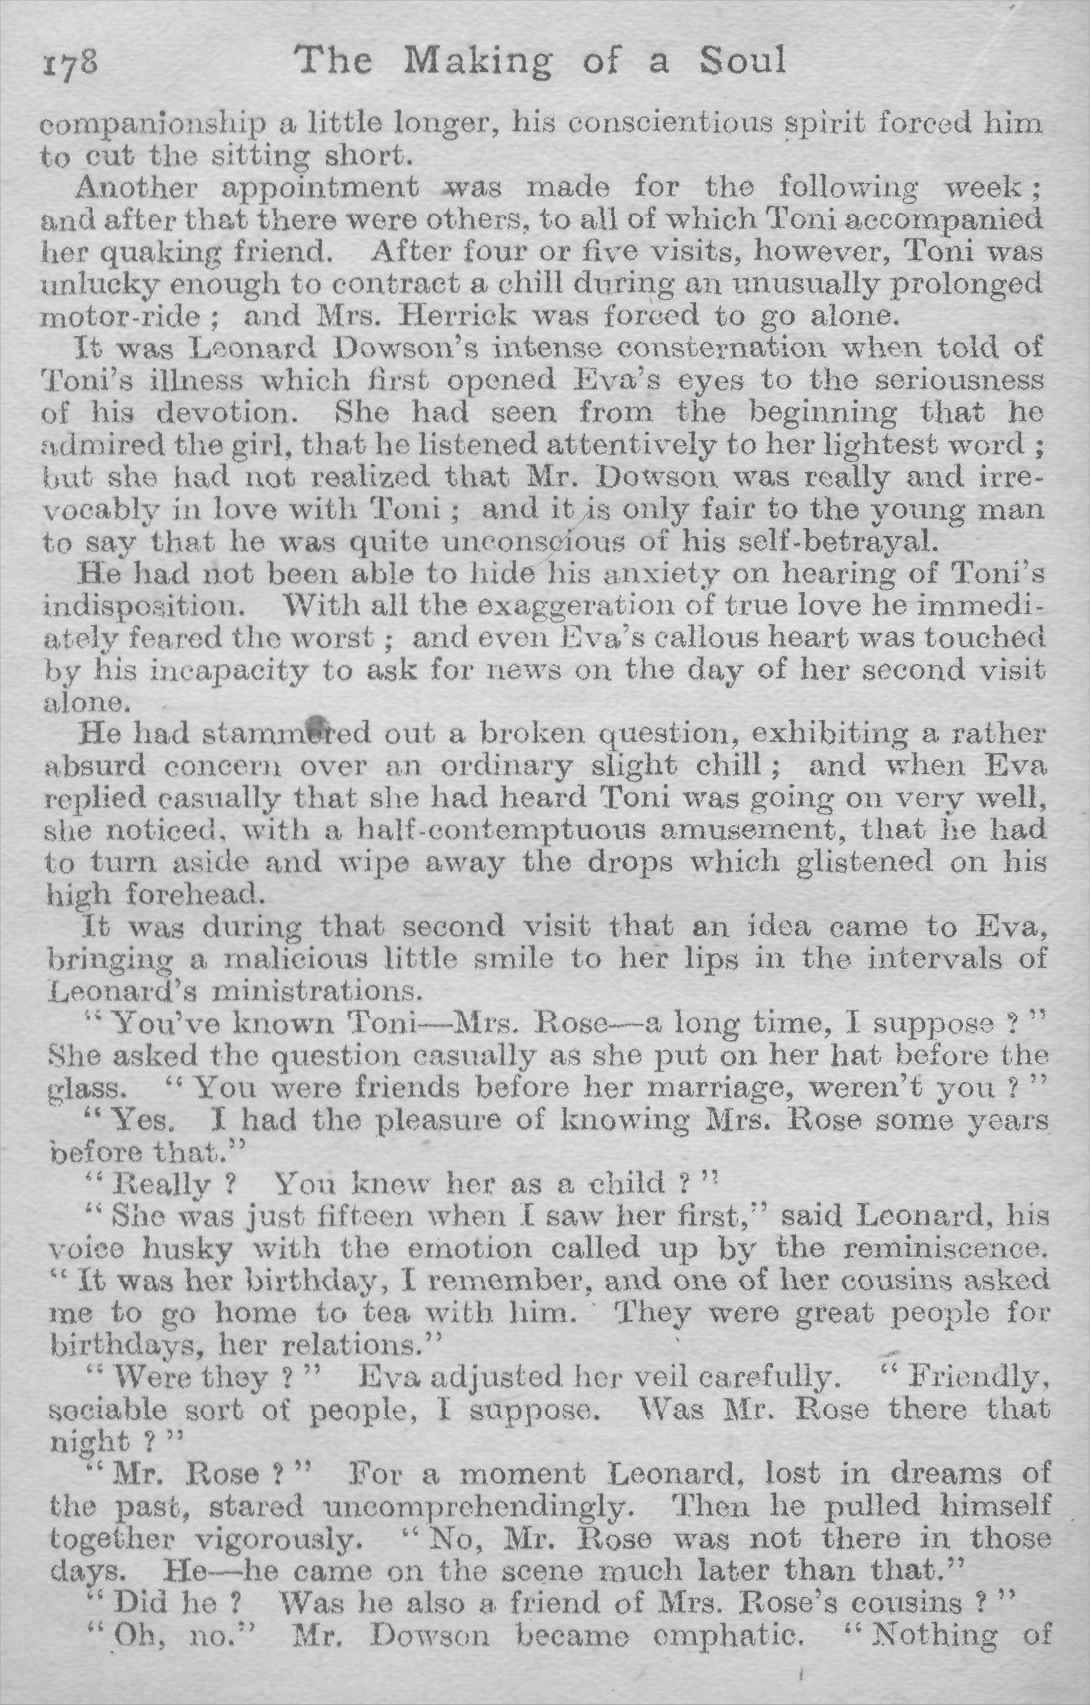 178 The Making of a Soul
companionship a little longer, his conscientious spirit forced him
to cut the sitting short.
Another appointment was made for the following week ;
and after that there were others, to all of which Toni accompanied
her quaking friend. After four or five visits, however, Toni was
unlucky enough to contract a chill during an unusually prolonged
motor-ride ; and Mrs. Herrick was forced to go alone.
It was Leonard Dowson's intense consternation when told of
Toni's illness which first opened Eva's eyes to the seriousness
of his devotion. She had seen from the beginning that he
admired the girl, that he listened attentively to her lightest word ;
but she had not realized that Mr. Dowson was really and irre-
vocably in love with Toni ; and it is only fair to the young man
to say that he was quite unconscious of his self-betrayal.
He had not been able to hide his anxiety on hearing of Toni's
indisposition. With all the exaggeration of true love he immedi-
ately feared the worst ; and even Eva's callous heart was touched
by his incapacity to ask for news on the day of her second visit
alone.
He had stammered out a broken question, exhibiting a rather
absurd concern over an ordinary slight chill ; and when Eva
replied casually that she had heard Toni was going on very well,
she noticed, with a half-contemptuous amusement, that he had
to turn aside and wipe away the drops which glistened on his
high forehead.
It was during that second visit that an idea came to Eva,
bringing a malicious little smile to her lips in the intervals of
Leonard's ministrations.
"You've known Toni—Mrs. Rose—a long time, I suppose ? "
She asked the question casually as she put on her hat before the
glass. " You were friends before her marriage, weren't you ? "
"Yes. I had the pleasure of knowing Mrs. Rose some years
before that."
" Really ? You knew her as a child ? "
" She was just fifteen when I saw her first," said Leonard, his
voice husky with the emotion called up by the reminiscence.
" It was her birthday, I remember, and one of her cousins asked
me to go home to tea with him. They were great people for
birthdays, her relations."
" Were they ? " Eva adjusted her veil carefully. " Friendly,
sociable sort of people, I suppose. Was Mr. Rose there that
night ? "
" Mr. Rose ? " For a moment Leonard, lost in dreams of
the past, stared uncomprehendingly. Then he pulled himself
together vigorously. " No, Mr. Rose was not there in those
days. He—he came on the scene much later than that."
" Did he ? Was he also a friend of Mrs. Rose's cousins ? "
" Oh, no." Mr. Dowson became emphatic. " Nothing of